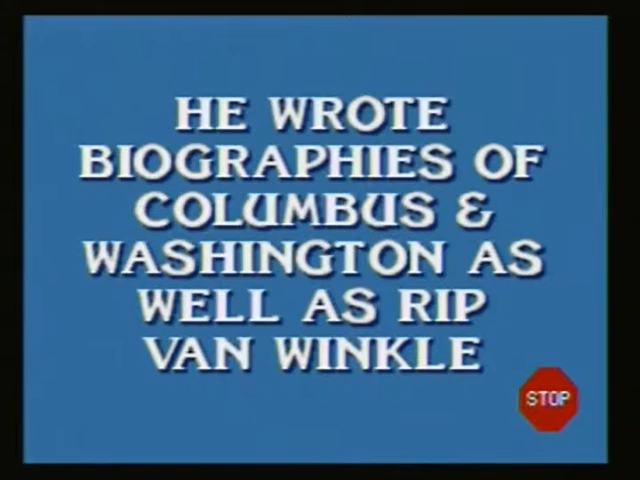 HE WROTE
BIOGRAPHIES OF
COLUMBUS &
WASHINGTON AS
WELL AS RIP
VAN WINKLE
STOP